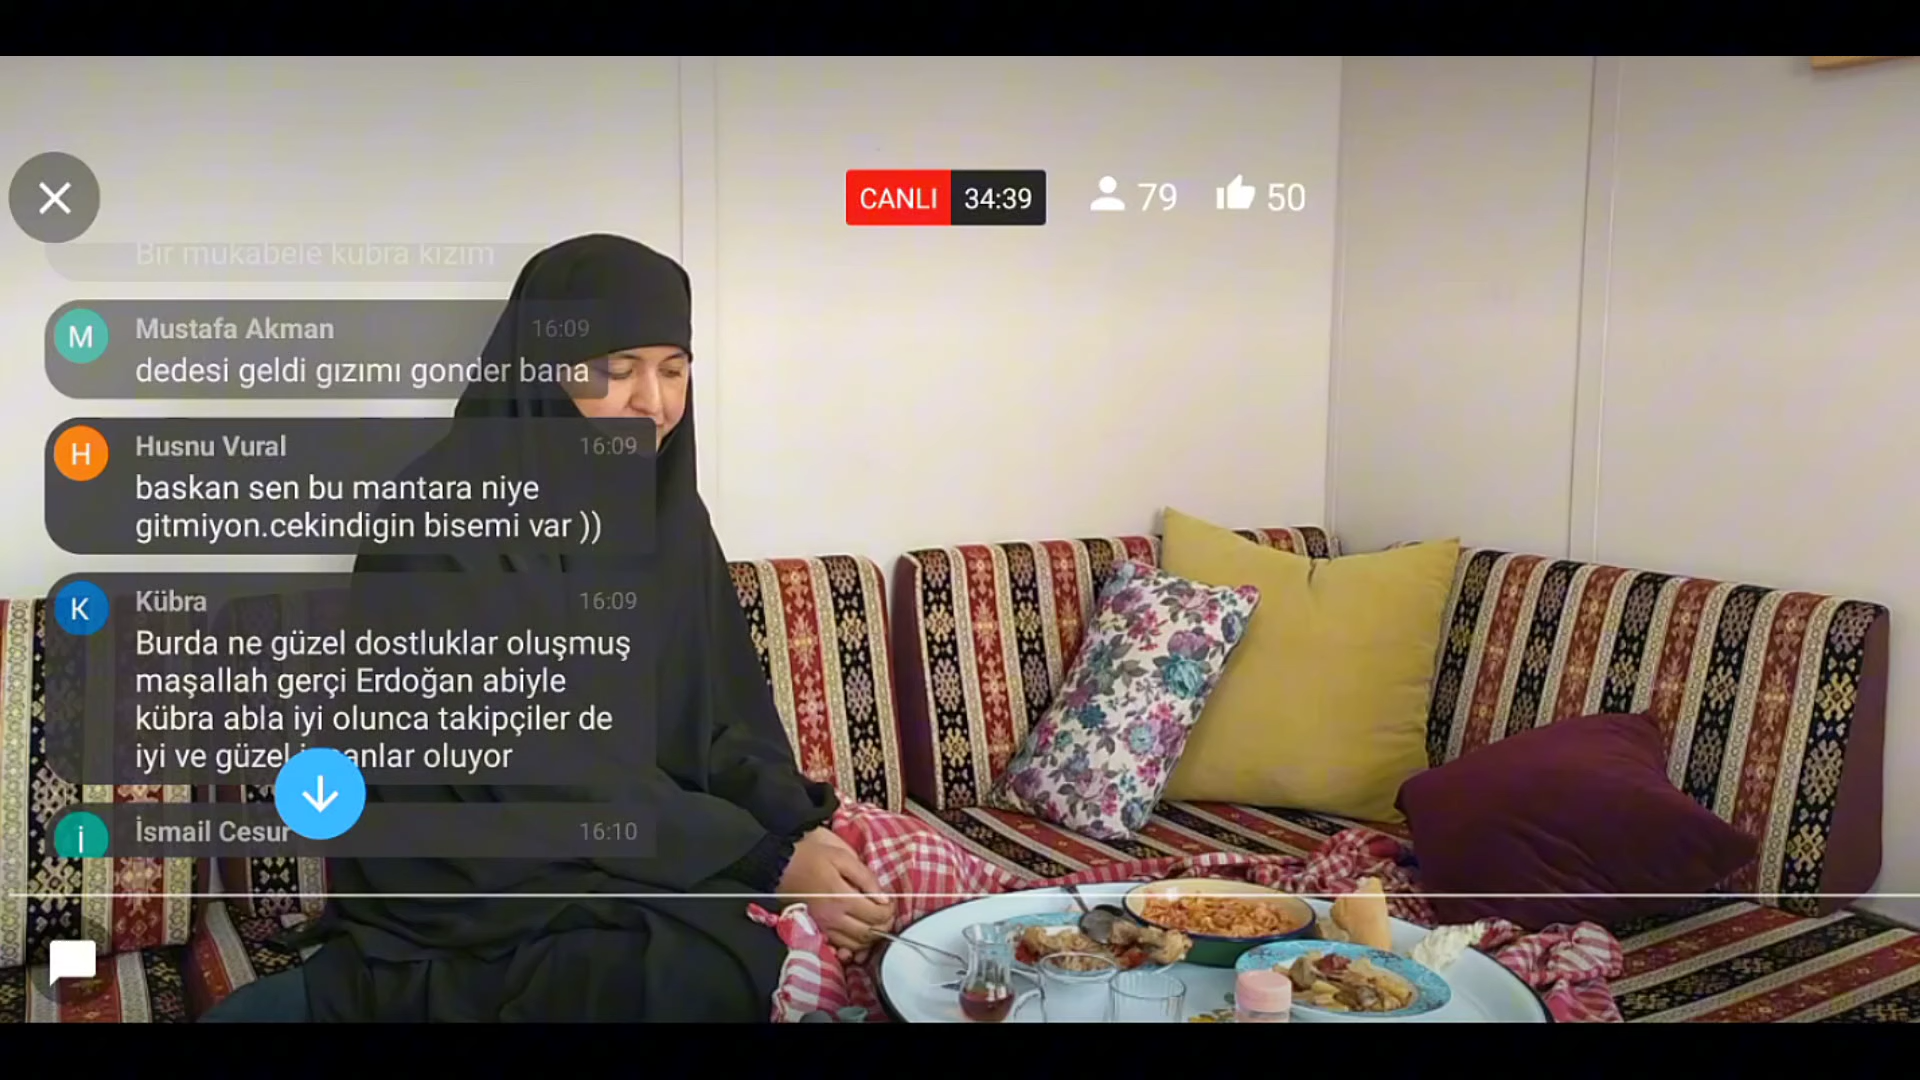 CANLI 34:39 79 50
Bir mukabele kubra kizim
M Mustafa Akman 16:09
dedesi geldi gızımı gonder bana
H Husnu Vural 16:09
baskan sen bu mantara niye
gitmiyon.cekindigin bisemi var ))
K Kübra 16:09
Burda ne güzel dostluklar oluşmuş
maşallah gerçi Erdoğan abiyle
kübra abla iyi olunca takipçiler de
iyi ve güzel oluyor
İ İsmail Cesur 16:10